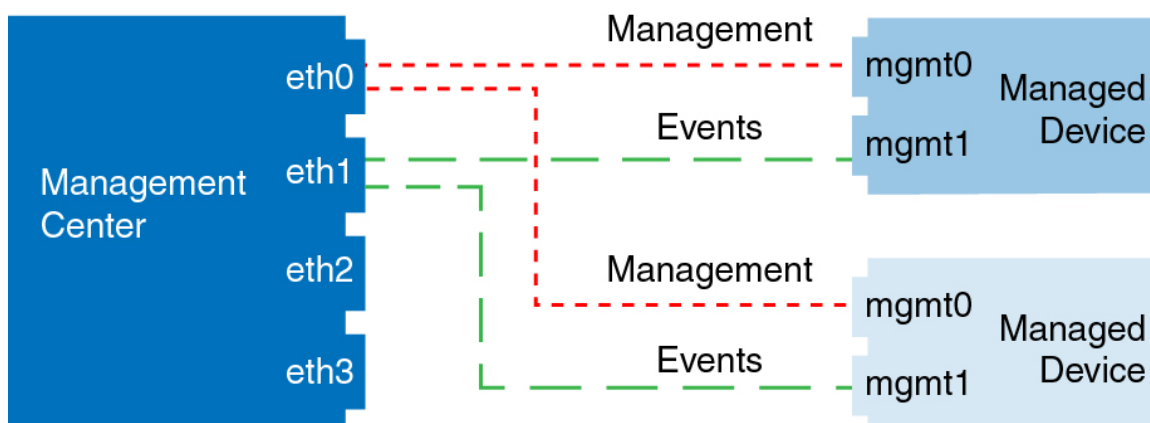 Management
Center
eth0
eth1
eth2
eth3
Management
Events
Management
Events
mgmt0
mgmt1
Managed
Device
mgmt0
mgmt1
Managed
Device